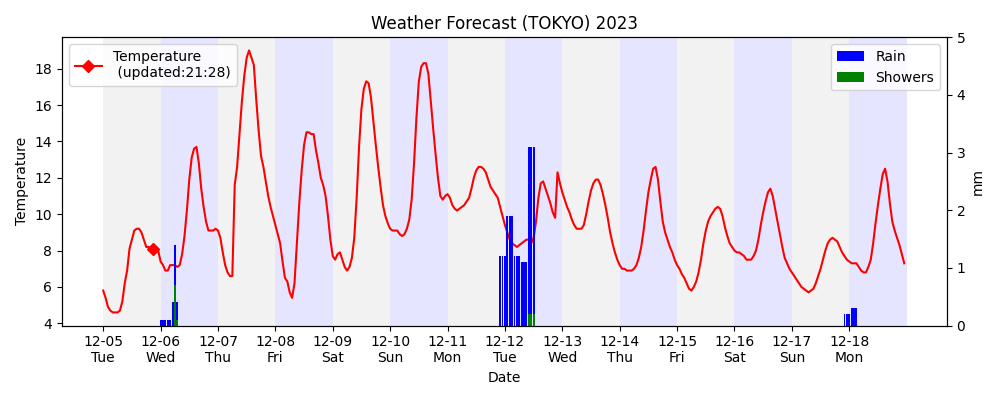 Weather Forecast (TOKYO) 2023
Temperature
(updated:21:28)
Rain
Showers
Temperature
18
16
14
12
10
8
6
4
5
4
3
2
1
0
mm
12-05 12-06 12-07 12-08 12-09 12-10 12-11 12-12 12-13 12-14 12-15 12-16 12-17 12-18
Tue Wed Thu Fri Sat Sun Mon Tue Wed Thu Fri Sat Sun Mon
Date